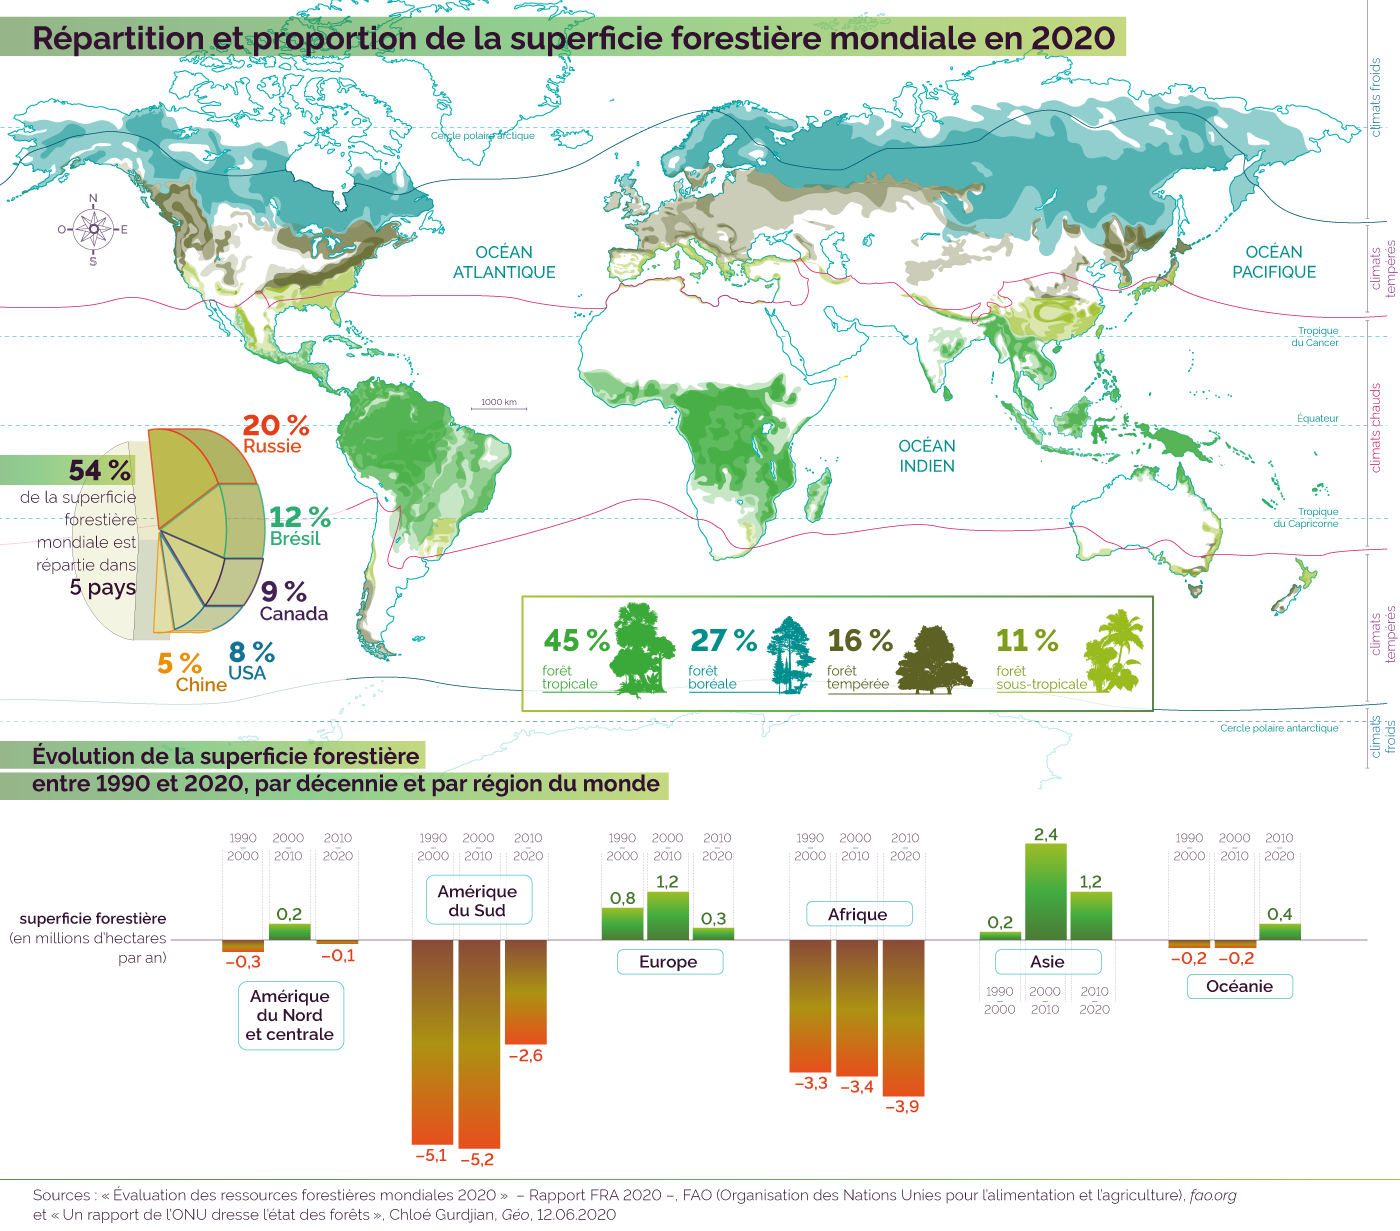 Répartition et proportion de la superficie forestière mondiale en 2020
climats froids
Cercle polaire arctique
N
O
E
S
OCÉAN
ATLANTIQUE
OCÉAN
PACIFIQUE
climats
tempérés
Tropique
du Cancer
1000 km
climats chauds
Équateur
OCÉAN
INDIEN
20 %
Russie
54 %
de la superficie
forestière
mondiale est
répartie dans
5 pays
12 %
Brésil
9 %
Canada
8 %
USA
5 %
Chine
Tropique
du Capricorne
45 %
forêt
tropicale
27 %
forêt
boréale
16 %
forêt
tempérée
11 %
forêt
sous-tropicale
climats
tempérés
climats
froids
Cercle polaire antarctique
Évolution de la superficie forestière
entre 1990 et 2020, par décennie et par région du monde
superficie forestière
(en millions d'hectares
par an)
1990
–
2000
2000
–
2010
2010
–
2020
–0,3
0,2
–0,1
Amérique
du Nord
et centrale
1990
–
2000
2000
–
2010
2010
–
2020
Amérique
du Sud
–5,1
–5,2
–2,6
1990
–
2000
2000
–
2010
2010
–
2020
0,8
1,2
0,3
Europe
1990
–
2000
2000
–
2010
2010
–
2020
Afrique
–3,3
–3,4
–3,9
0,2
2,4
1,2
Asie
1990
–
2000
2000
–
2010
2010
–
2020
1990
–
2000
2000
–
2010
2010
–
2020
–0,2
–0,2
0,4
Océanie
Sources : « Évaluation des ressources forestières mondiales 2020 » – Rapport FRA 2020 –, FAO (Organisation des Nations Unies pour l'alimentation et l'agriculture), fao.org
et « Un rapport de l'ONU dresse l'état des forêts », Chloé Gurdjian, Géo, 12.06.2020